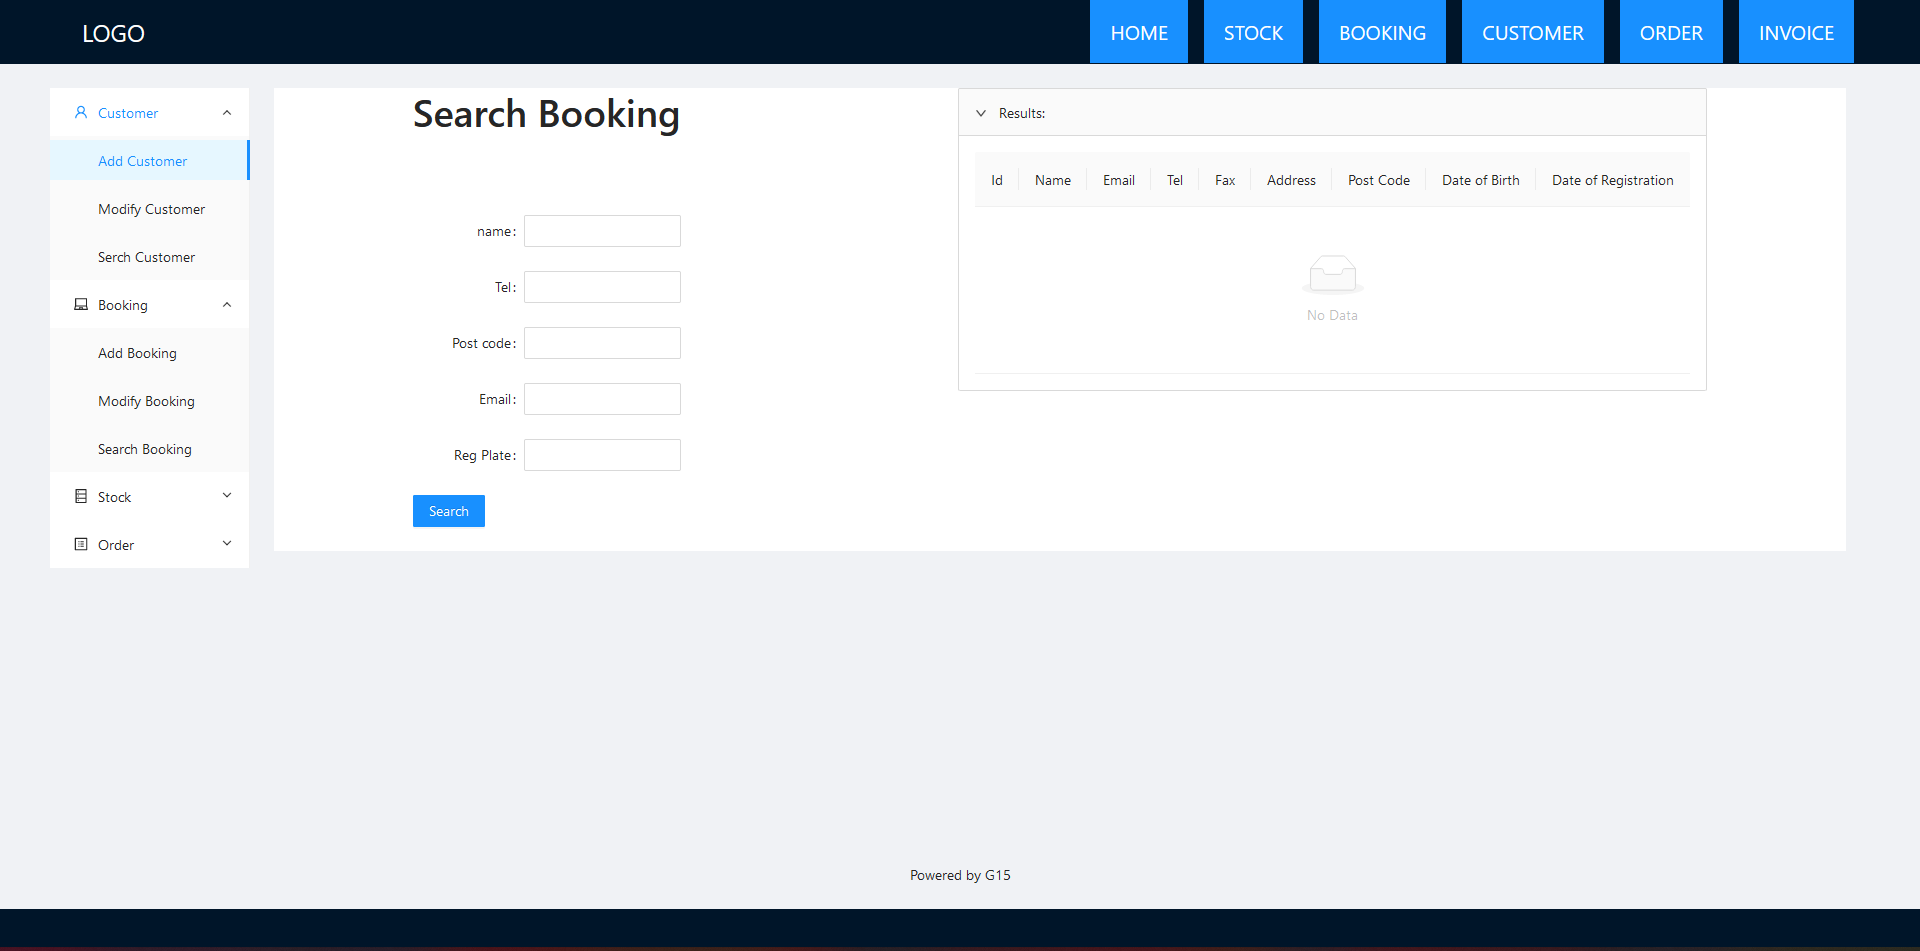 LOGO
HOME STOCK BOOKING CUSTOMER ORDER INVOICE
Customer
Add Customer
Modify Customer
Serch Customer
Booking
Add Booking
Modify Booking
Search Booking
Stock
Order
Search Booking
name:
Tel:
Post code:
Email:
Reg Plate:
Search
Results:
Id Name Email Tel Fax Address Post Code Date of Birth Date of Registration
No Data
Powered by G15